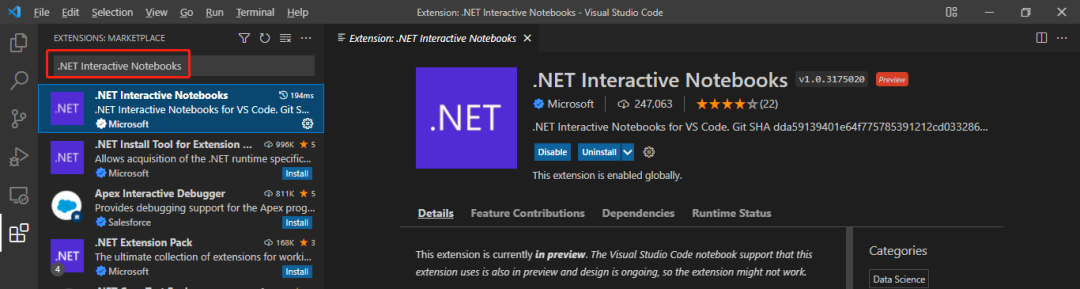 File Edit Selection View Go Run Terminal Help
Extension: .NET Interactive Notebooks - Visual Studio Code
EXTENSIONS: MARKETPLACE
.NET Interactive Notebooks
.NET
.NET Interactive Notebooks 194ms
.NET Interactive Notebooks for VS Code. Git S...
Microsoft
.NET
.NET Install Tool for Extension ... 996K 5
Allows acquisition of the .NET runtime specific...
Microsoft Install
Apex Interactive Debugger 811K 5
Provides debugging support for the Apex prog...
Salesforce Install
.NET
4
.NET Extension Pack 168K 3
The ultimate collection of extensions for worki...
Microsoft Install
Extension: .NET Interactive Notebooks
.NET
.NET Interactive Notebooks v1.0.3175020 Preview
Microsoft 247,063 (22)
.NET Interactive Notebooks for VS Code. Git SHA dda59139401e64f775785391212cd033286...
Disable Uninstall
This extension is enabled globally.
Details Feature Contributions Dependencies Runtime Status
This extension is currently in preview. The Visual Studio Code notebook support that this
extension uses is also in preview and design is ongoing, so the extension might not work.
Categories
Data Science